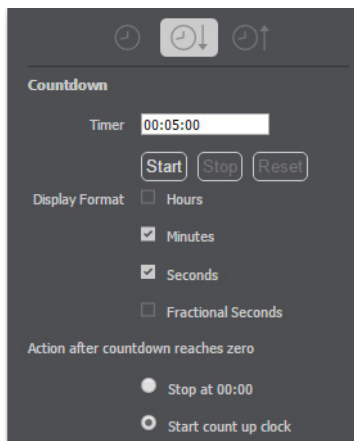 Countdown
Timer 00:05:00
Start Stop Reset
Display Format Hours
Minutes
Seconds
Fractional Seconds
Action after countdown reaches zero
Stop at 00:00
Start count up clock